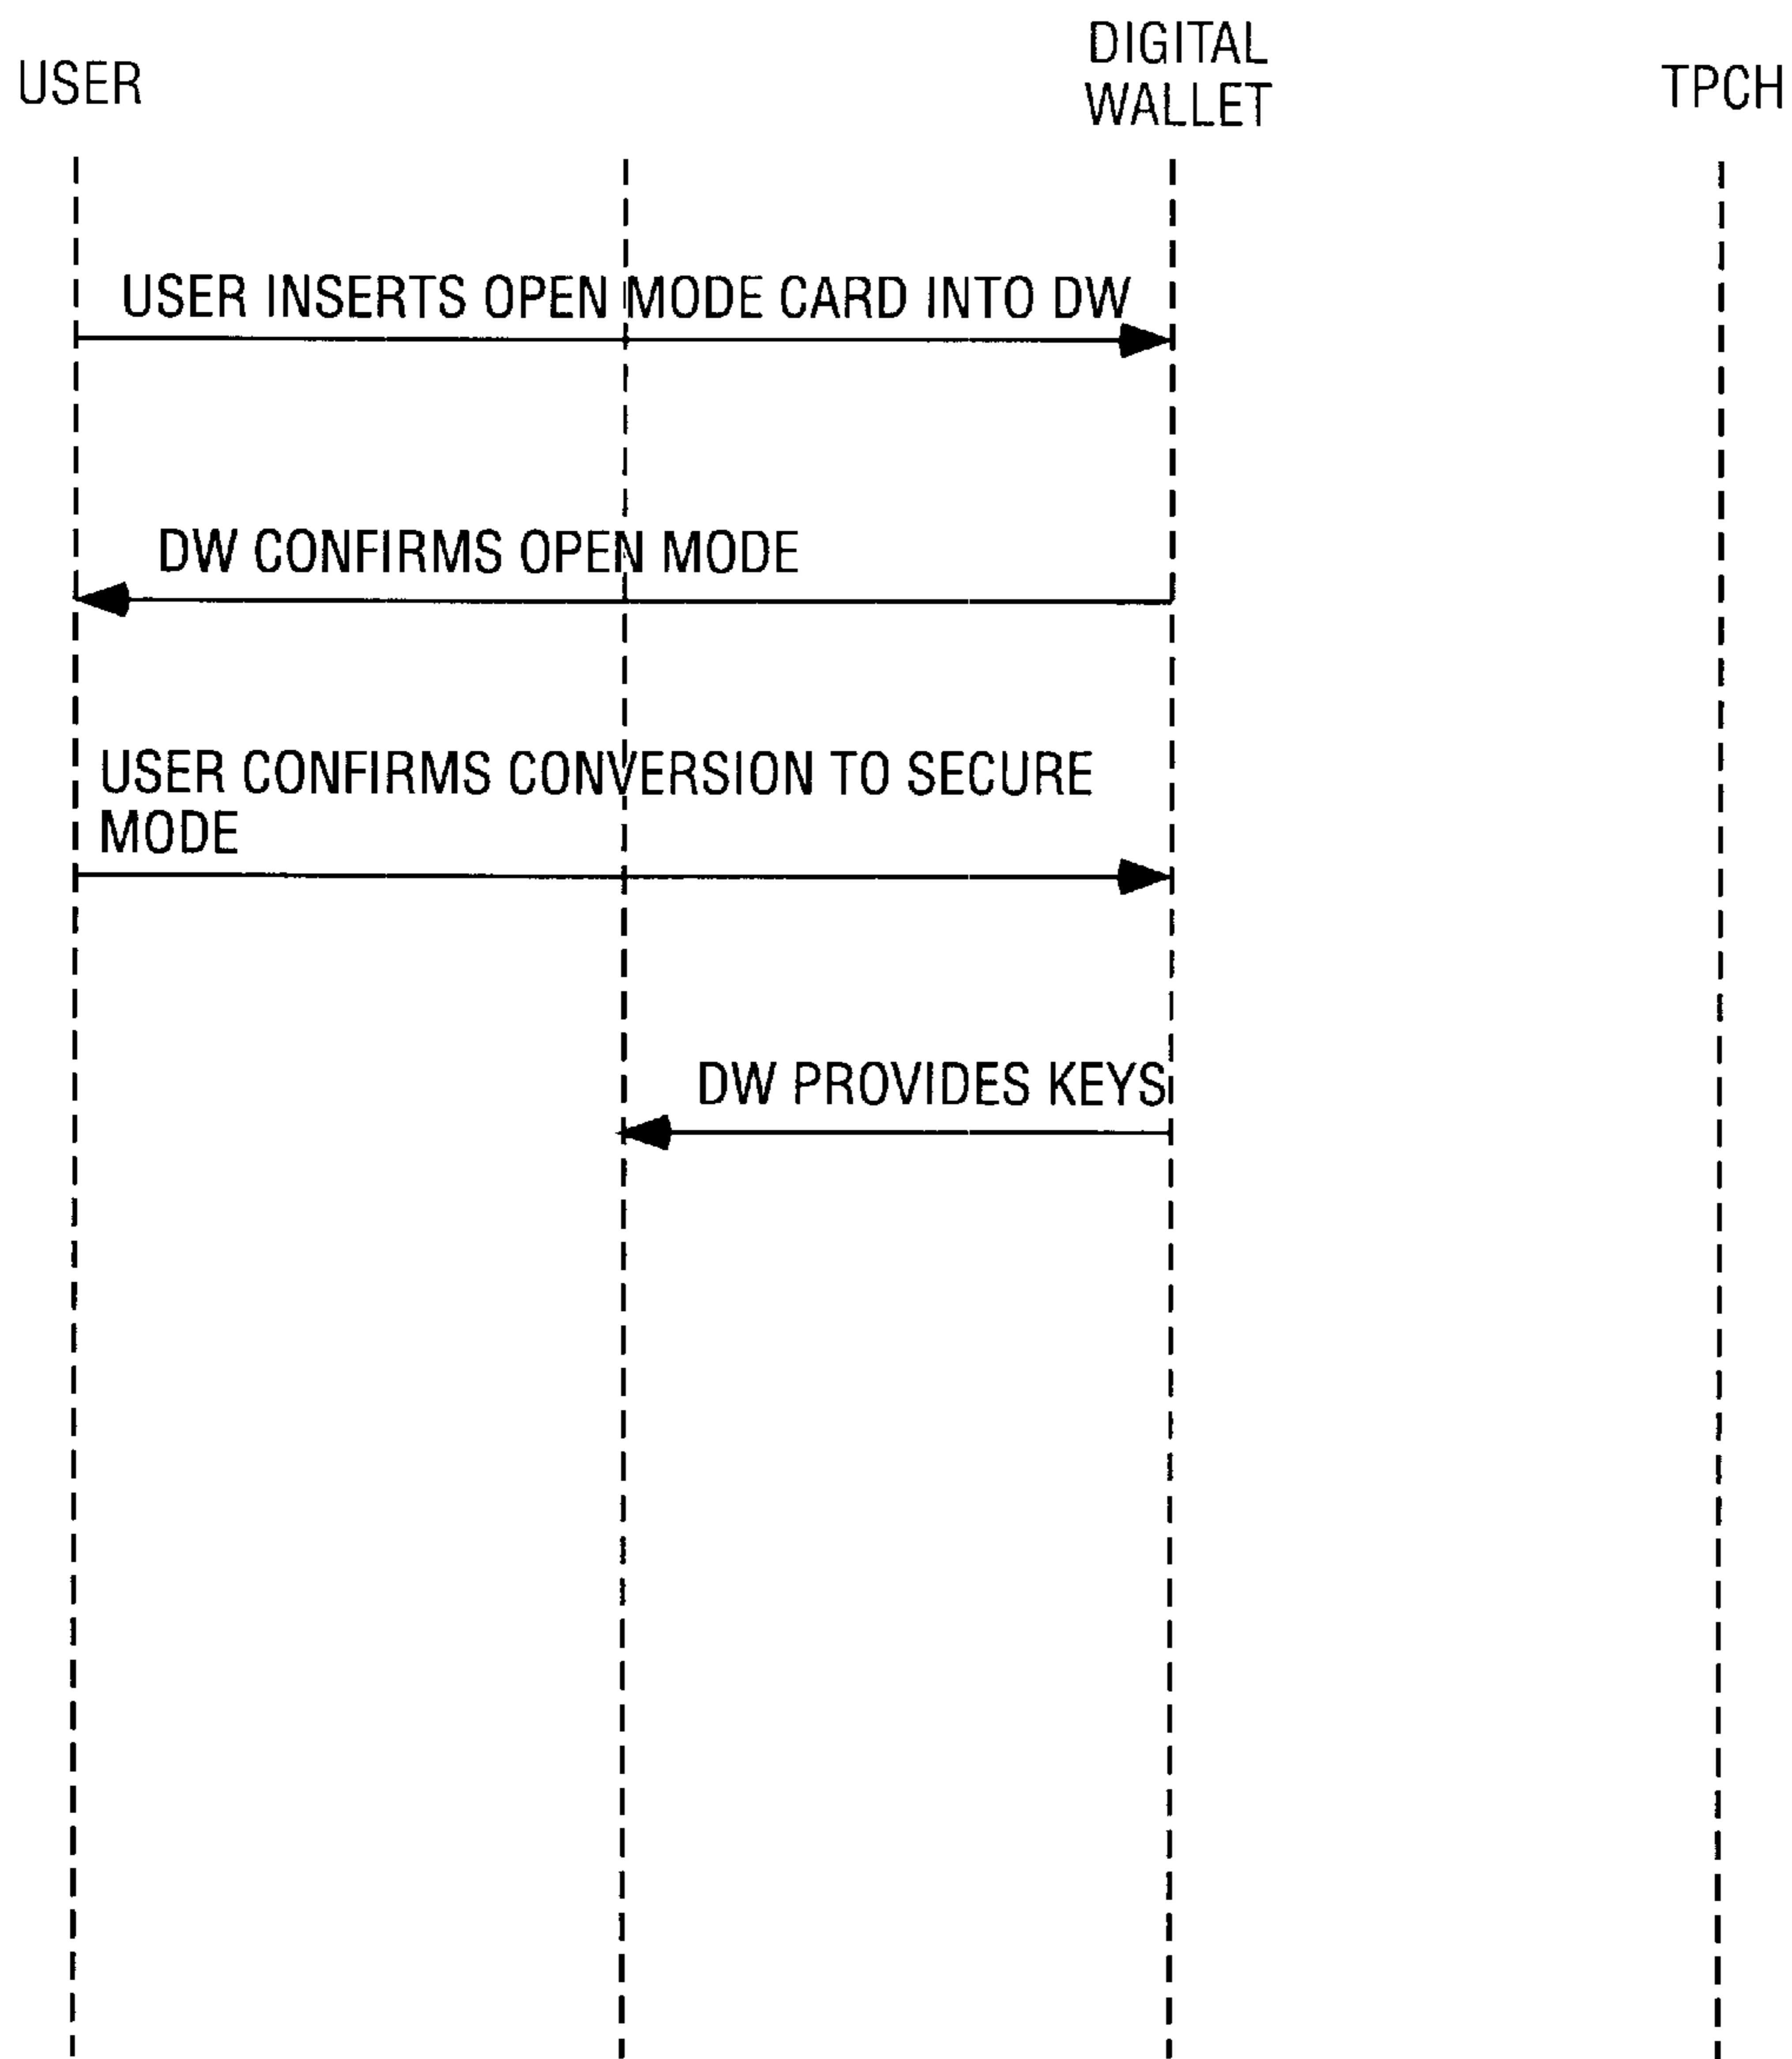 USER
DIGITAL
WALLET
TPCH
USER INSERTS OPEN MODE CARD INTO DW
DW CONFIRMS OPEN MODE
USER CONFIRMS CONVERSION TO SECURE
MODE
DW PROVIDES KEYS